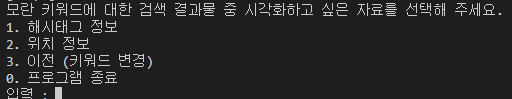 모란 키워드에 대한 검색 결과물 중 시각화하고 싶은 자료를 선택해 주세요.
1. 해시태그 정보
2. 위치 정보
3. 이전 (키워드 변경)
0. 프로그램 종료
입력 :